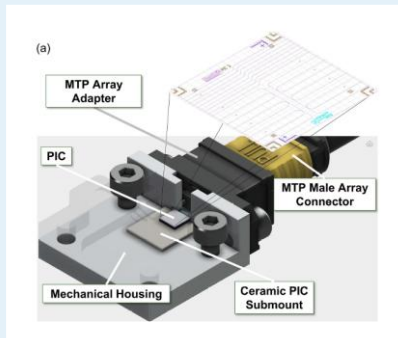 (a)
MTP Array
Adapter
PIC
MTP Male Array
Connector
Mechanical Housing
Ceramic PIC
Submount